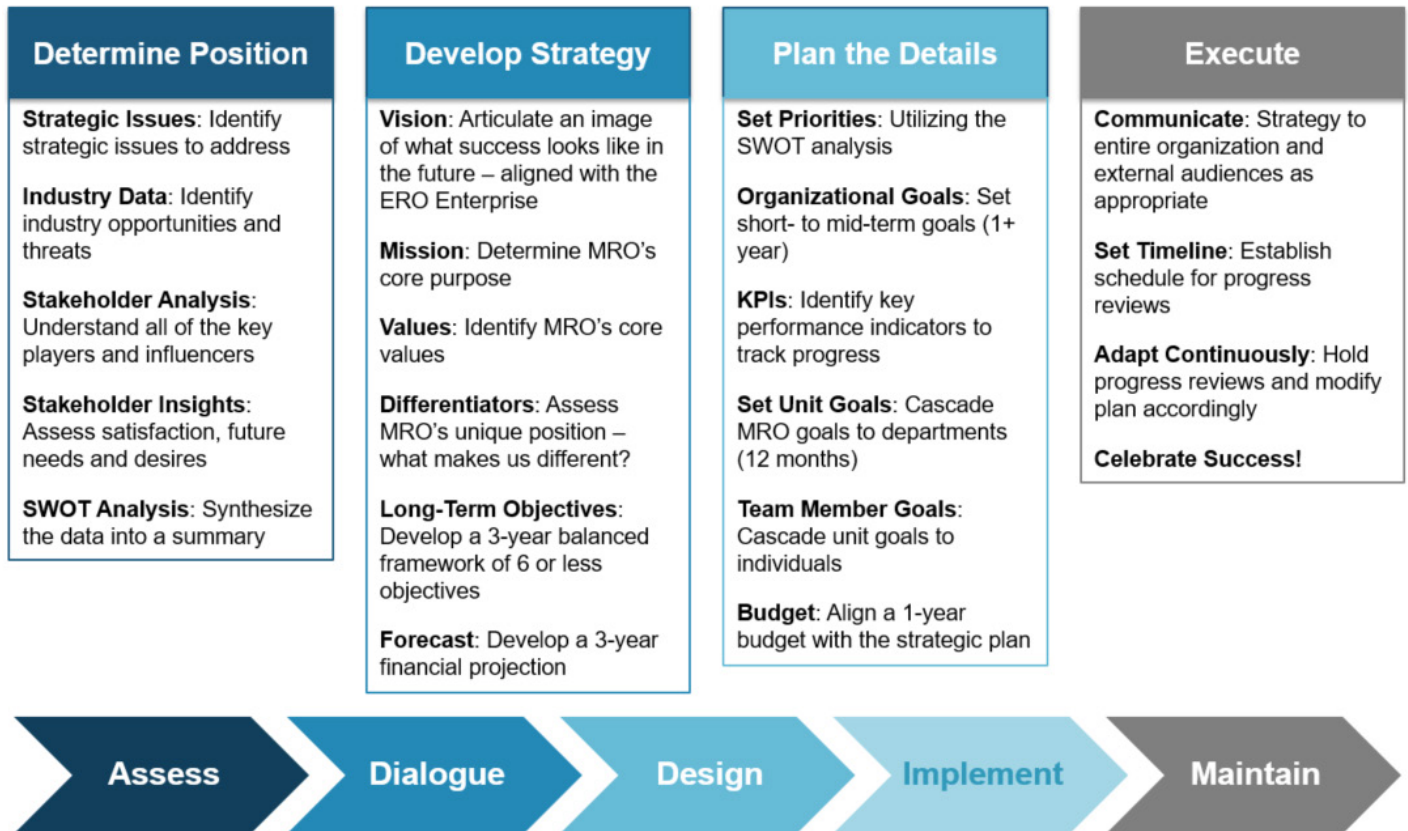 Determine Position
Strategic Issues: Identify
strategic issues to address
Industry Data: Identify
industry opportunities and
threats
Stakeholder Analysis:
Understand all of the key
players and influencers
Stakeholder Insights:
Assess satisfaction, future
needs and desires
SWOT Analysis: Synthesize
the data into a summary
Develop Strategy
Vision: Articulate an image
of what success looks like in
the future – aligned with the
ERO Enterprise
Mission: Determine MRO's
core purpose
Values: Identify MRO's core
values
Differentiators: Assess
MRO's unique position –
what makes us different?
Long-Term Objectives:
Develop a 3-year balanced
framework of 6 or less
objectives
Forecast: Develop a 3-year
financial projection
Plan the Details
Set Priorities: Utilizing the
SWOT analysis
Organizational Goals: Set
short- to mid-term goals (1+
year)
KPIs: Identify key
performance indicators to
track progress
Set Unit Goals: Cascade
MRO goals to departments
(12 months)
Team Member Goals:
Cascade unit goals to
individuals
Budget: Align a 1-year
budget with the strategic plan
Execute
Communicate: Strategy to
entire organization and
external audiences as
appropriate
Set Timeline: Establish
schedule for progress
reviews
Adapt Continuously: Hold
progress reviews and modify
plan accordingly
Celebrate Success!
Assess
Dialogue
Design
Implement
Maintain